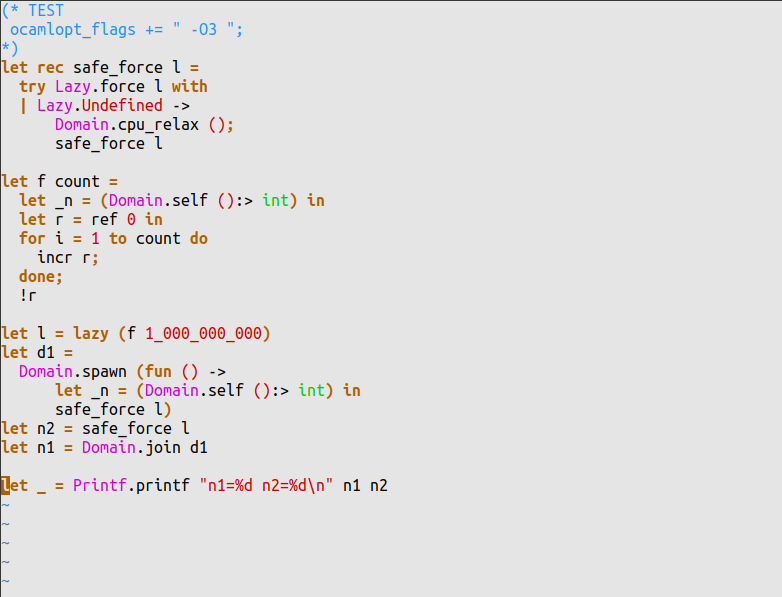 (* TEST
 ocamlopt_flags += " -O3 ";
*)
let rec safe_force l =
  try Lazy.force l with
  | Lazy.Undefined ->
      Domain.cpu_relax ();
      safe_force l

let f count =
  let _n = (Domain.self ():> int) in
  let r = ref 0 in
  for i = 1 to count do
    incr r;
  done;
  !r

let l = lazy (f 1_000_000_000)
let d1 =
  Domain.spawn (fun () ->
      let _n = (Domain.self ():> int) in
      safe_force l)
let n2 = safe_force l
let n1 = Domain.join d1

let _ = Printf.printf "n1=%d n2=%d\n" n1 n2
~
~
~
~
~